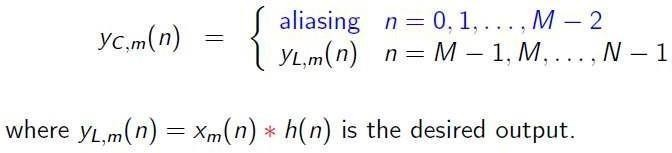 y_{C,m}(n) = { aliasing n = 0, 1, . . . , M − 2
y_{L,m}(n) n = M − 1, M, . . . , N − 1
where y_{L,m}(n) = x_m(n) * h(n) is the desired output.